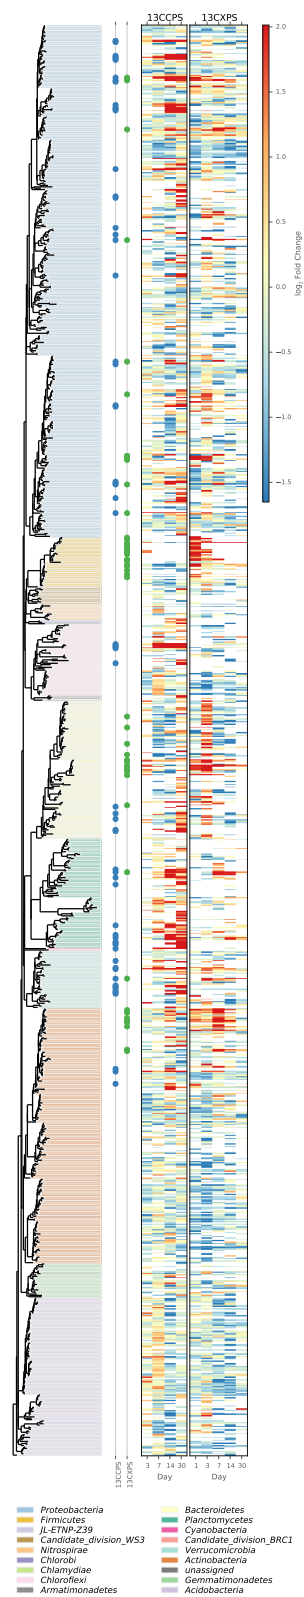 13CCPS 13CXPS
2.0
1.5
1.0
0.5
0.0
−0.5
−1.0
−1.5
log2 Fold Change
13CCPS
13CXPS
3 7 14 30
1 3 7 14 30
Day
Day
Proteobacteria
Firmicutes
JL-ETNP-Z39
Candidate_division_WS3
Nitrospirae
Chlorobi
Chlamydiae
Chloroflexi
Armatimonadetes
Bacteroidetes
Planctomycetes
Cyanobacteria
Candidate_division_BRC1
Verrucomicrobia
Actinobacteria
unassigned
Gemmatimonadetes
Acidobacteria